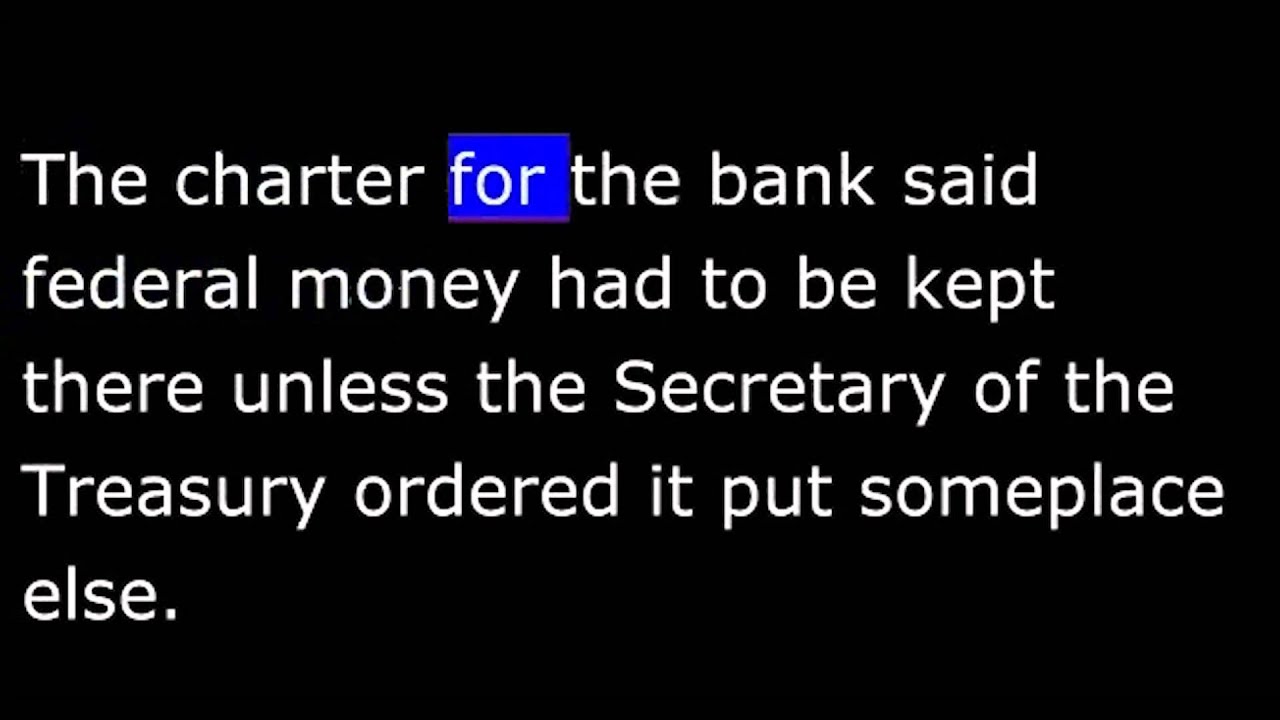 The charter for the bank said
federal money had to be kept
there unless the Secretary of the
Treasury ordered it put someplace
else.